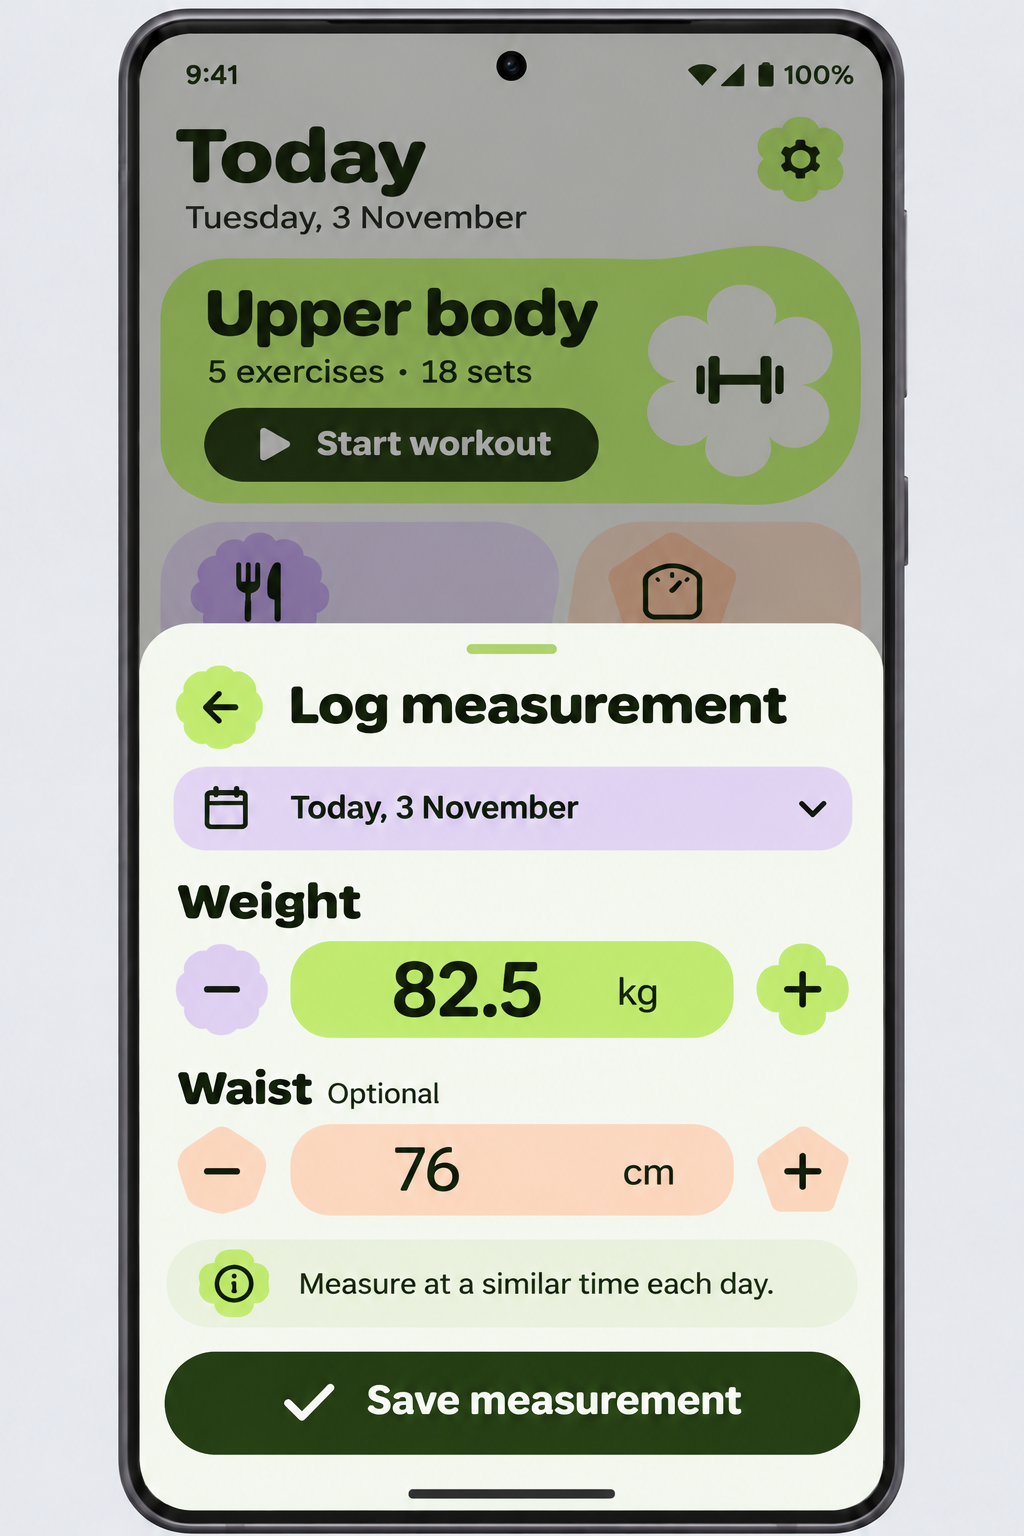 9:41
100%
Today
Tuesday, 3 November
Upper body
5 exercises • 18 sets
Start workout
Log measurement
Today, 3 November
Weight
82.5 kg
Waist Optional
76 cm
Measure at a similar time each day.
Save measurement